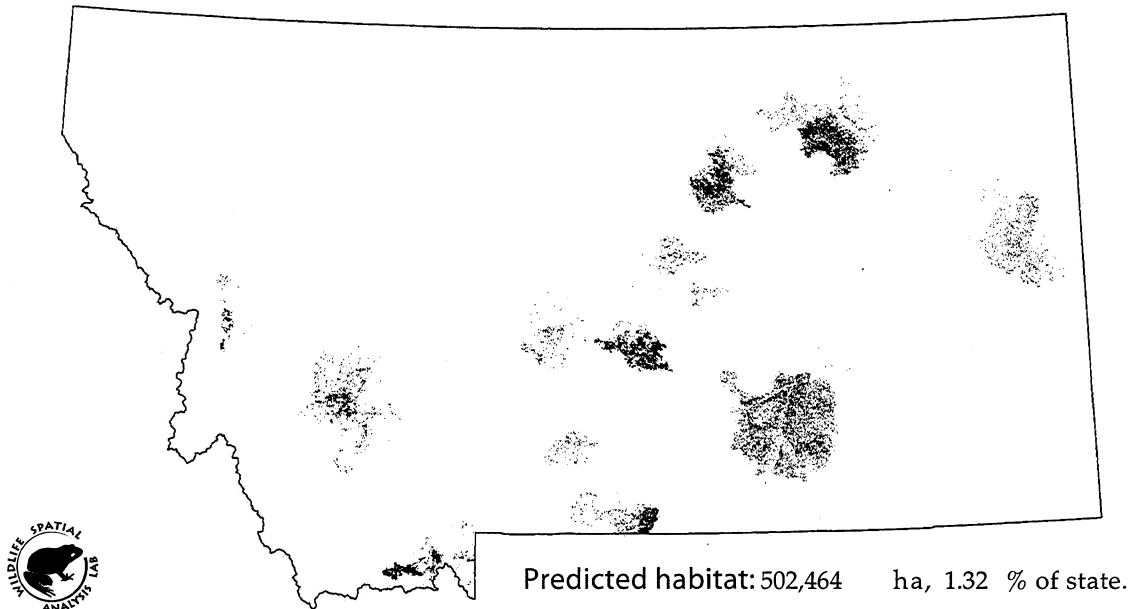 WILDLIFE SPATIAL
ANALYSIS LAB
Predicted habitat: 502,464 ha, 1.32 % of state.